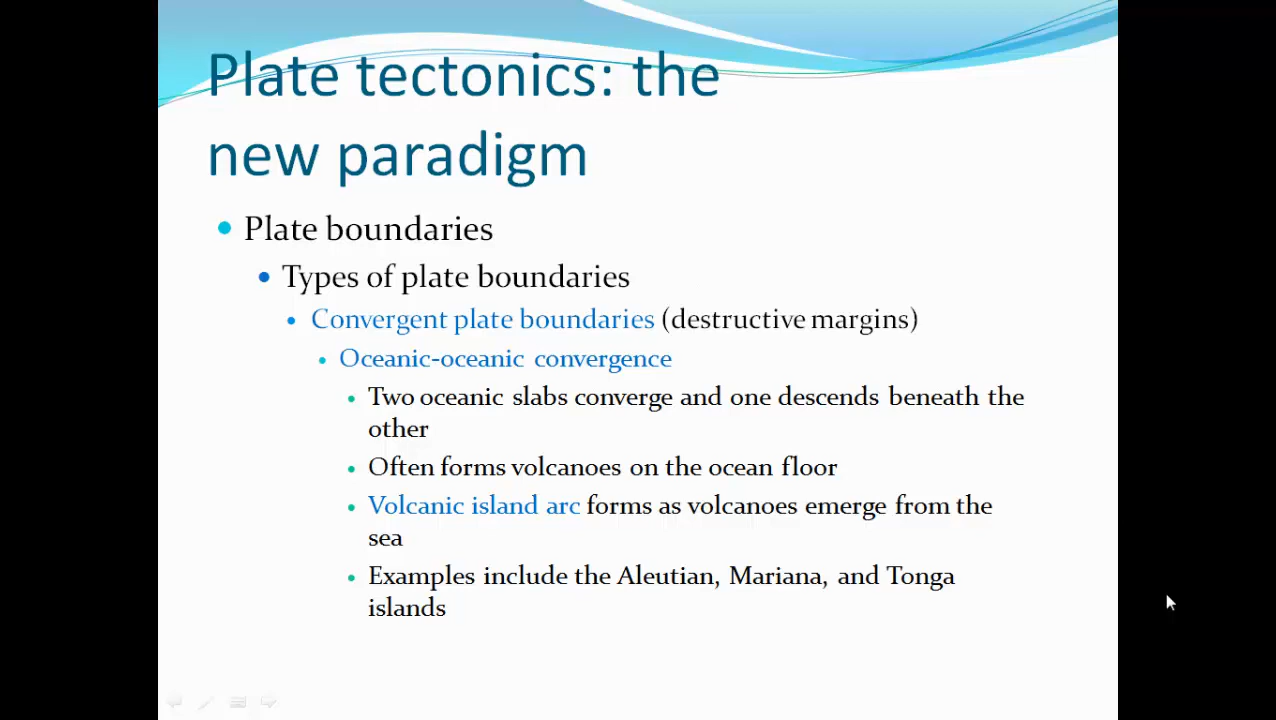 Plate tectonics: the
new paradigm
Plate boundaries
Types of plate boundaries
Convergent plate boundaries (destructive margins)
Oceanic-oceanic convergence
Two oceanic slabs converge and one descends beneath the
other
Often forms volcanoes on the ocean floor
Volcanic island arc forms as volcanoes emerge from the
sea
Examples include the Aleutian, Mariana, and Tonga
islands